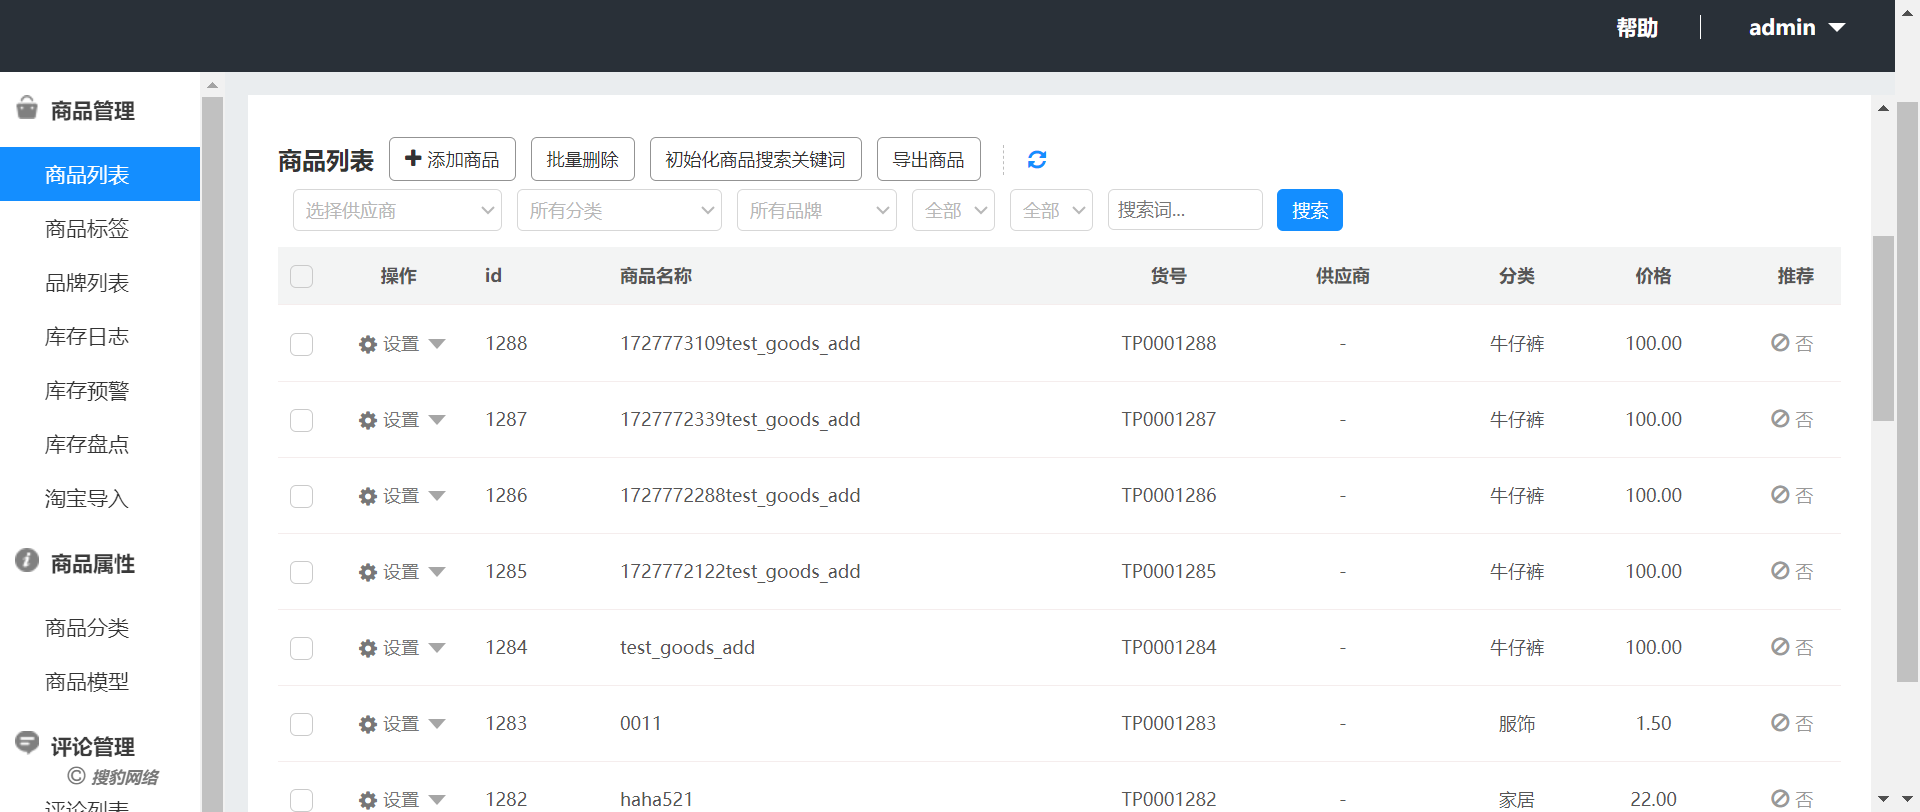 帮助 admin
商品管理
商品列表
商品标签
品牌列表
库存日志
库存预警
库存盘点
淘宝导入
商品属性
商品分类
商品模型
评论管理
© 搜豹网络
评论列表
商品列表 添加商品 批量删除 初始化商品搜索关键词 导出商品
选择供应商 所有分类 所有品牌 全部 全部 搜索词... 搜索
操作 id 商品名称 货号 供应商 分类 价格 推荐
设置 1288 1727773109test_goods_add TP0001288 - 牛仔裤 100.00 否
设置 1287 1727772339test_goods_add TP0001287 - 牛仔裤 100.00 否
设置 1286 1727772288test_goods_add TP0001286 - 牛仔裤 100.00 否
设置 1285 1727772122test_goods_add TP0001285 - 牛仔裤 100.00 否
设置 1284 test_goods_add TP0001284 - 牛仔裤 100.00 否
设置 1283 0011 TP0001283 - 服饰 1.50 否
设置 1282 haha521 TP0001282 - 家居 22.00 否